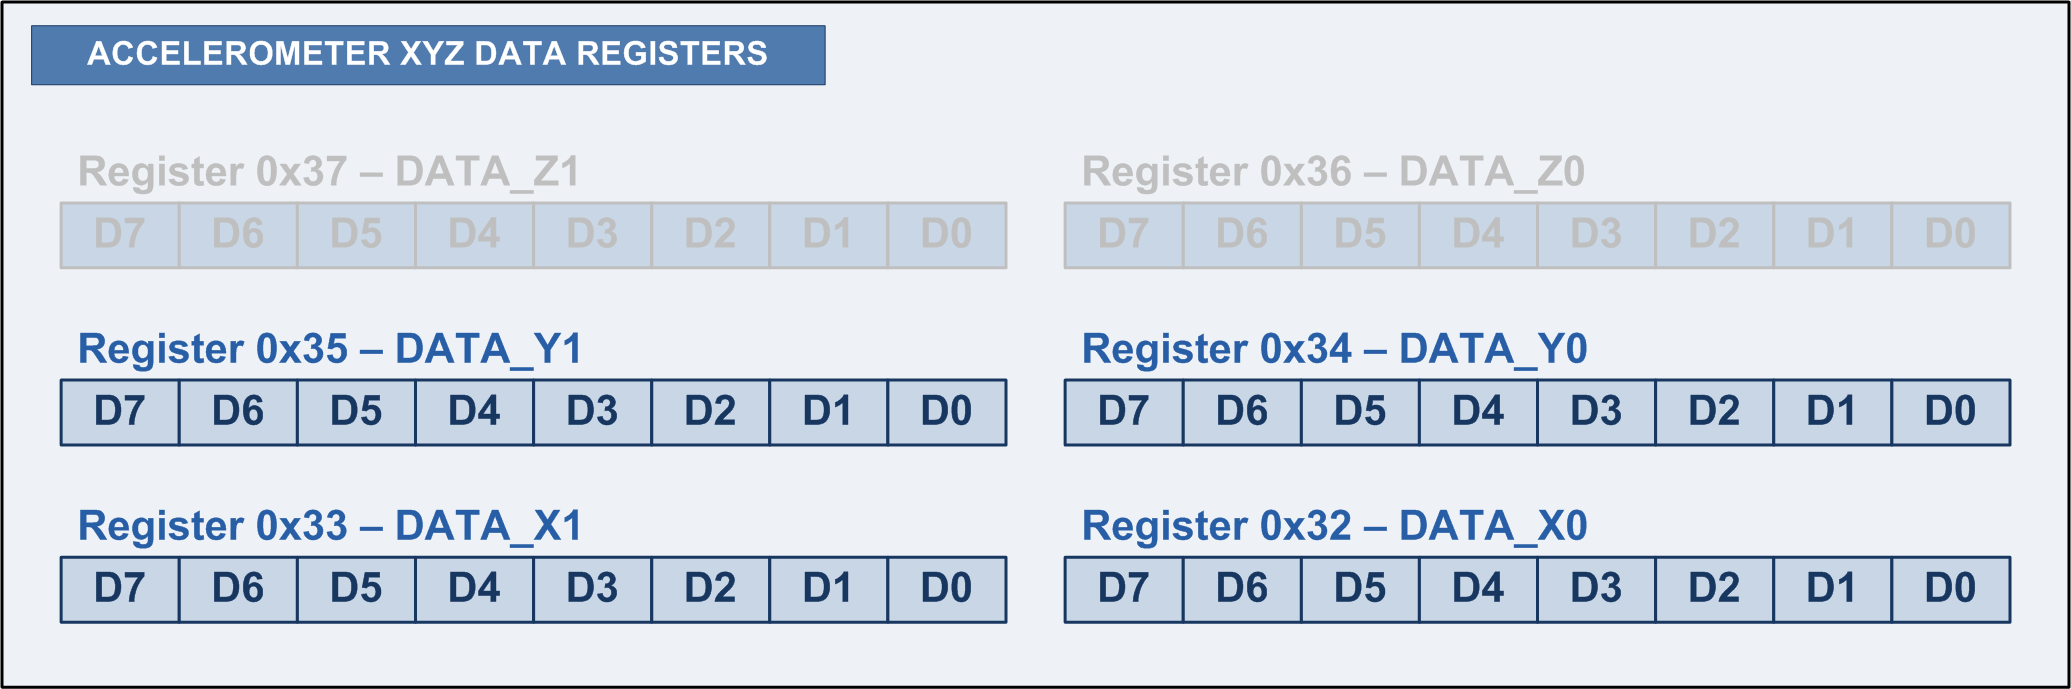 ACCELEROMETER XYZ DATA REGISTERS
Register 0x37 – DATA_Z1
D7 D6 D5 D4 D3 D2 D1 D0
Register 0x36 – DATA_Z0
D7 D6 D5 D4 D3 D2 D1 D0
Register 0x35 – DATA_Y1
D7 D6 D5 D4 D3 D2 D1 D0
Register 0x34 – DATA_Y0
D7 D6 D5 D4 D3 D2 D1 D0
Register 0x33 – DATA_X1
D7 D6 D5 D4 D3 D2 D1 D0
Register 0x32 – DATA_X0
D7 D6 D5 D4 D3 D2 D1 D0